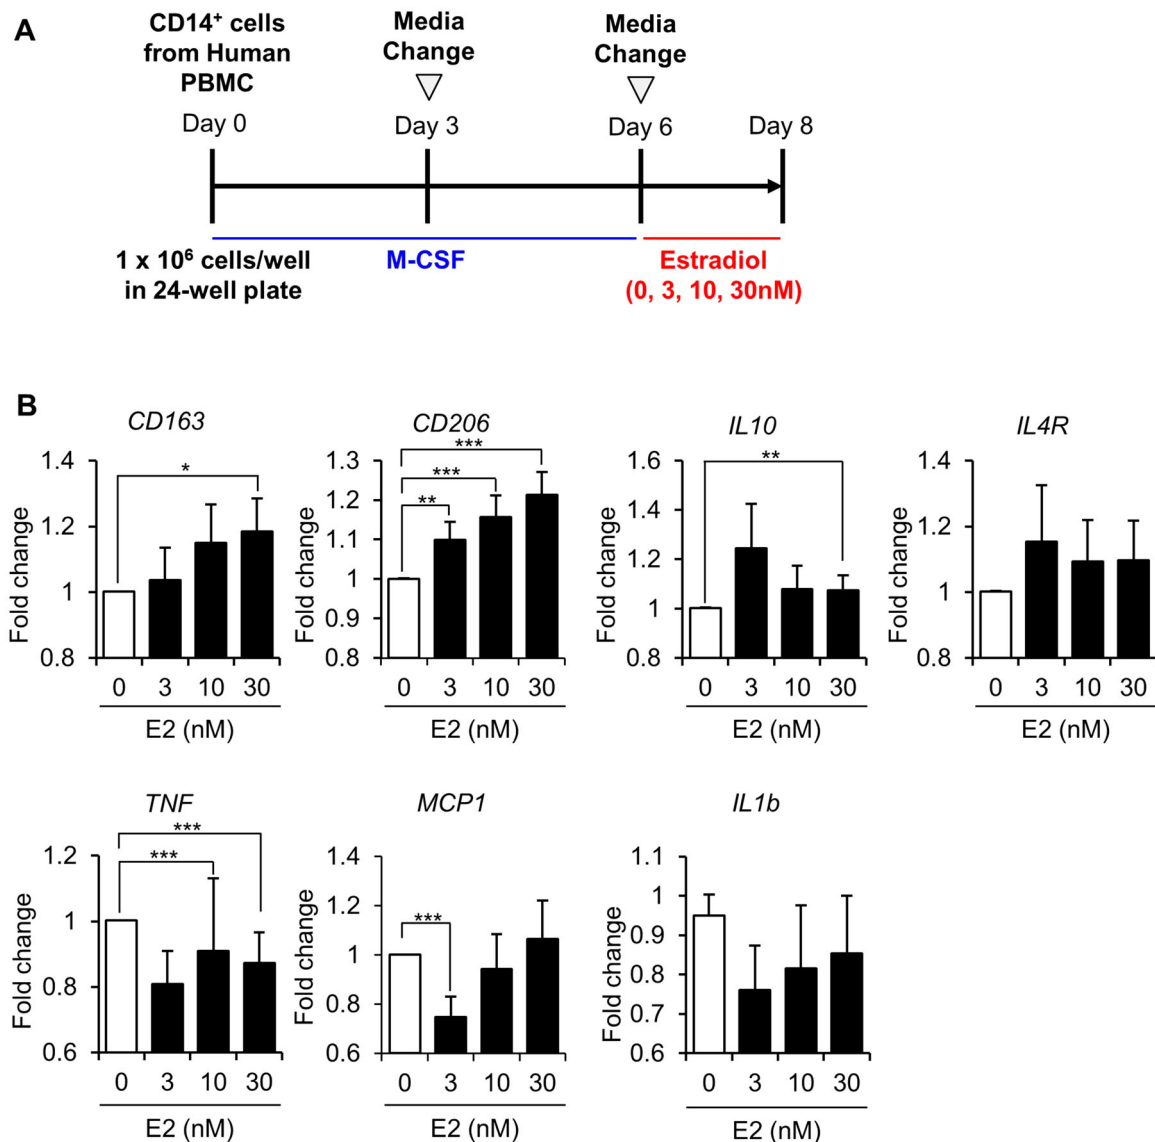 A
CD14⁺ cells
from Human
PBMC
Media
Change
Media
Change
Day 0
Day 3
Day 6
Day 8
1 x 10⁶ cells/well
in 24-well plate
M-CSF
Estradiol
(0, 3, 10, 30nM)
B
CD163
Fold change
1.4
1.2
1
0.8
*
0 3 10 30
E2 (nM)
CD206
Fold change
1.3
1.2
1.1
1
0.9
0.8
***
***
**
0 3 10 30
E2 (nM)
IL10
Fold change
1.6
1.4
1.2
1
0.8
**
0 3 10 30
E2 (nM)
IL4R
Fold change
1.4
1.2
1
0.8
0 3 10 30
E2 (nM)
TNF
Fold change
1.2
1
0.8
0.6
***
***
0 3 10 30
E2 (nM)
MCP1
Fold change
1.4
1.2
1
0.8
0.6
***
0 3 10 30
E2 (nM)
IL1b
Fold change
1.1
1
0.9
0.8
0.7
0.6
0 3 10 30
E2 (nM)